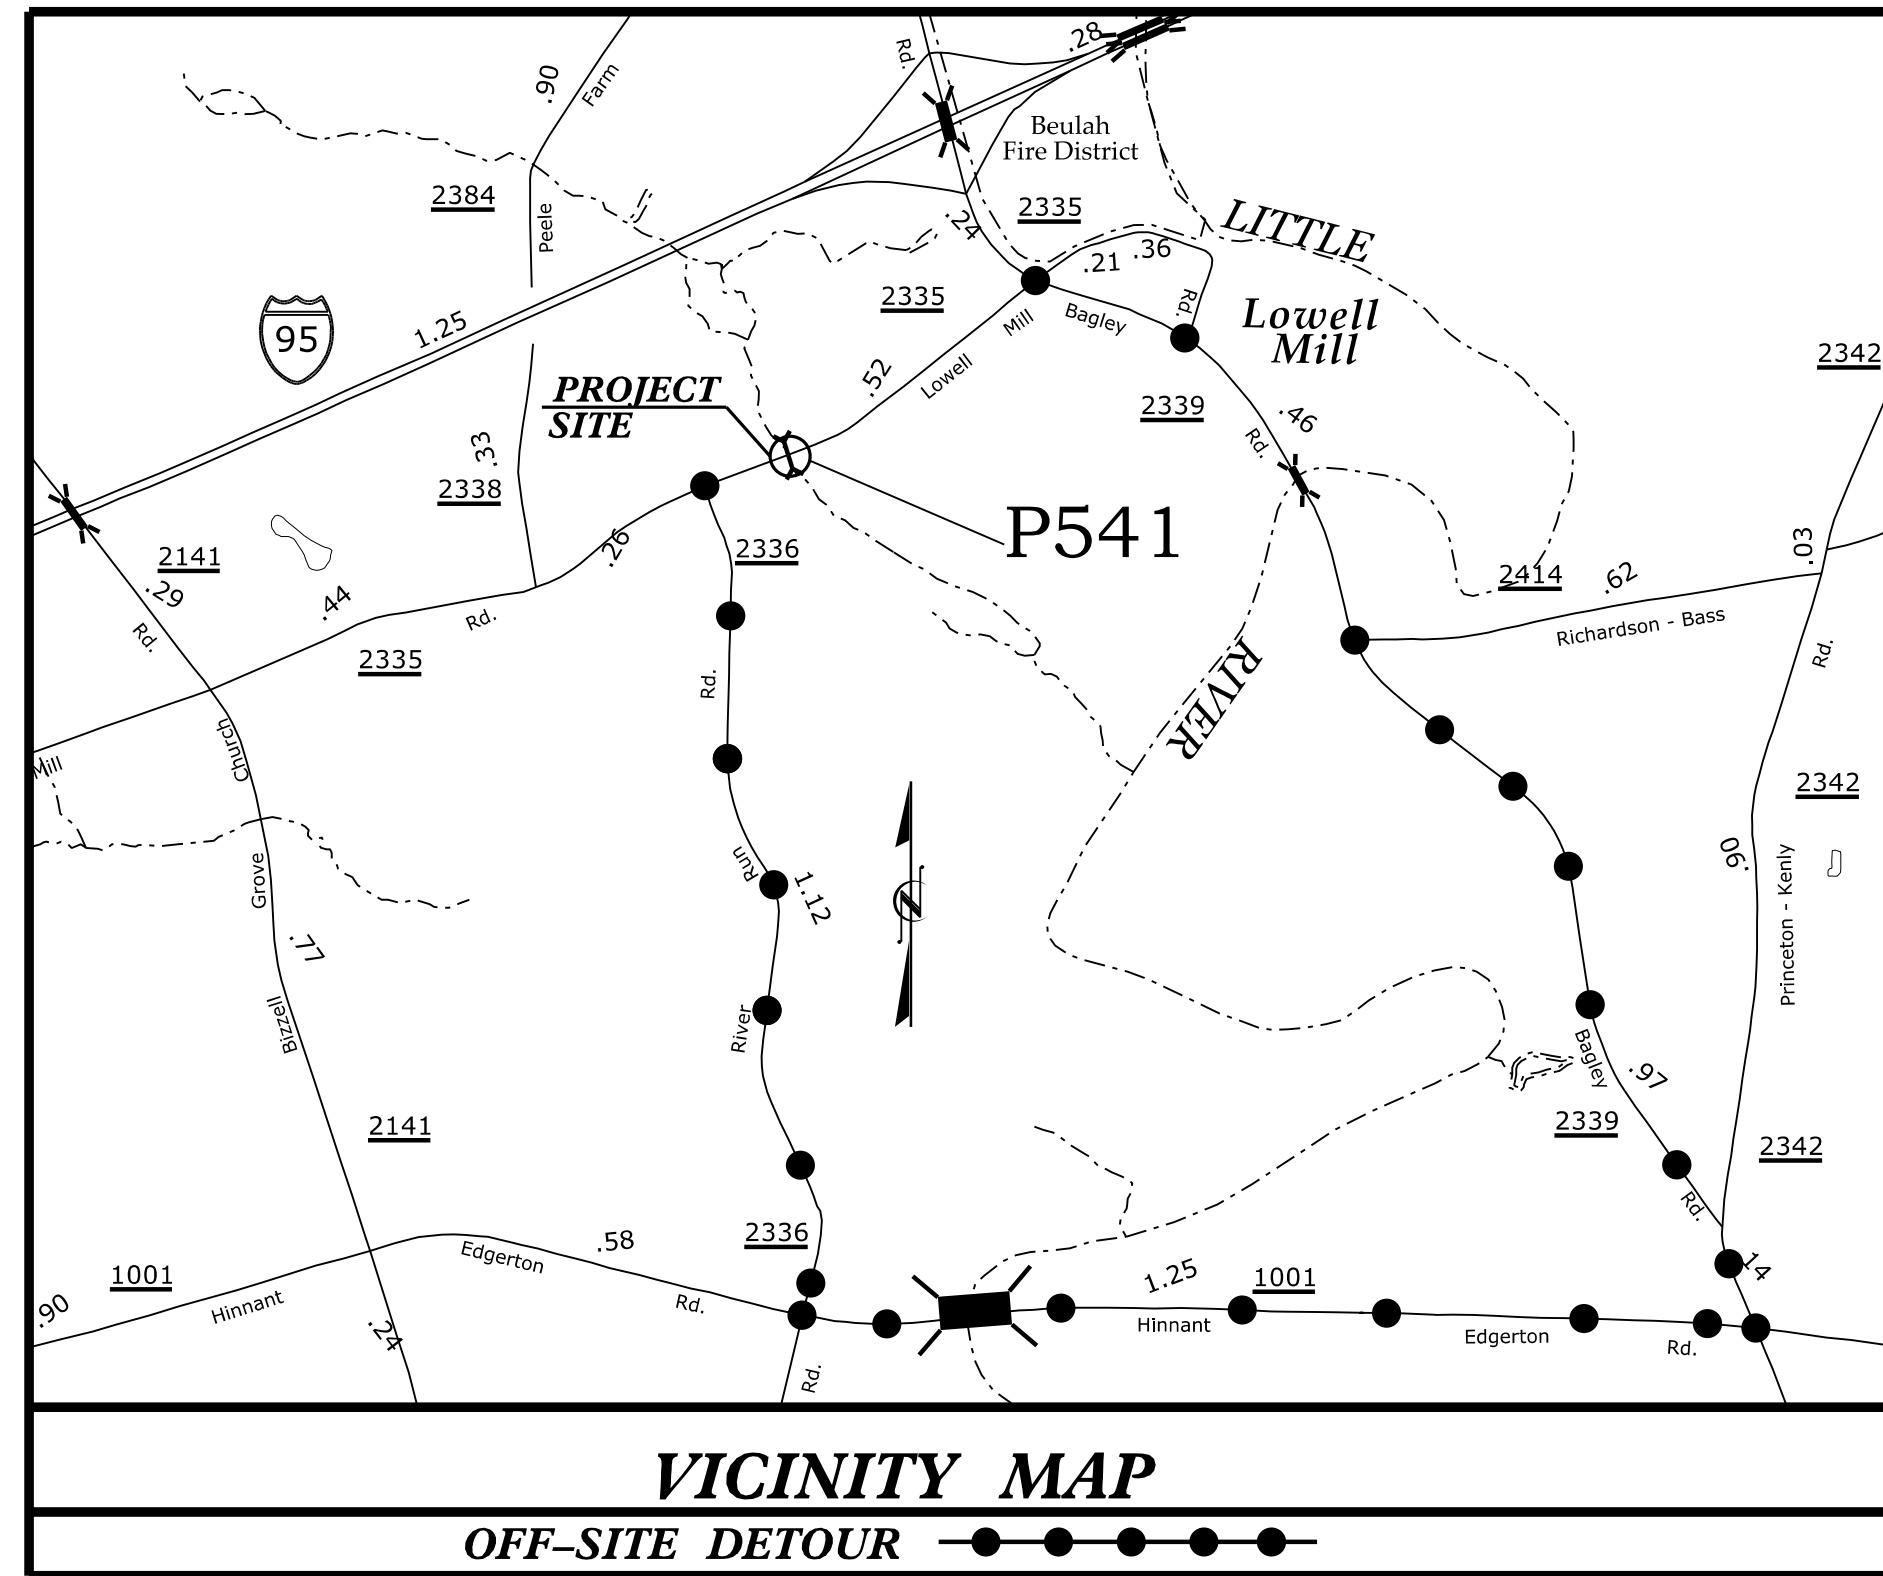 .28
Rd.
.90
Farm
Beulah
Fire District
2384
2335
Peele
.24
LITTLE
.21
.36
2335
Rd.
Bagley
Mill
Lowell
Mill
95
1.25
2342
.52
Lowell
PROJECT
SITE
2339
.46
Rd.
.33
2338
P541
2141
.26
2336
.03
2414
.62
.29
.44
Rd.
Rd.
Richardson - Bass
Rd.
2335
RIVER
Rd.
Church
Mill
2342
Run
1.12
.90
Grove
Princeton - Kenly
.77
Bizzell
River
Bagley
.97
2141
2339
2342
Rd.
2336
.58
Edgerton
1001
1.25
1001
.14
.90
Hinnant
Rd.
.24
Hinnant
Edgerton
Rd.
Rd.
VICINITY MAP
OFF–SITE DETOUR